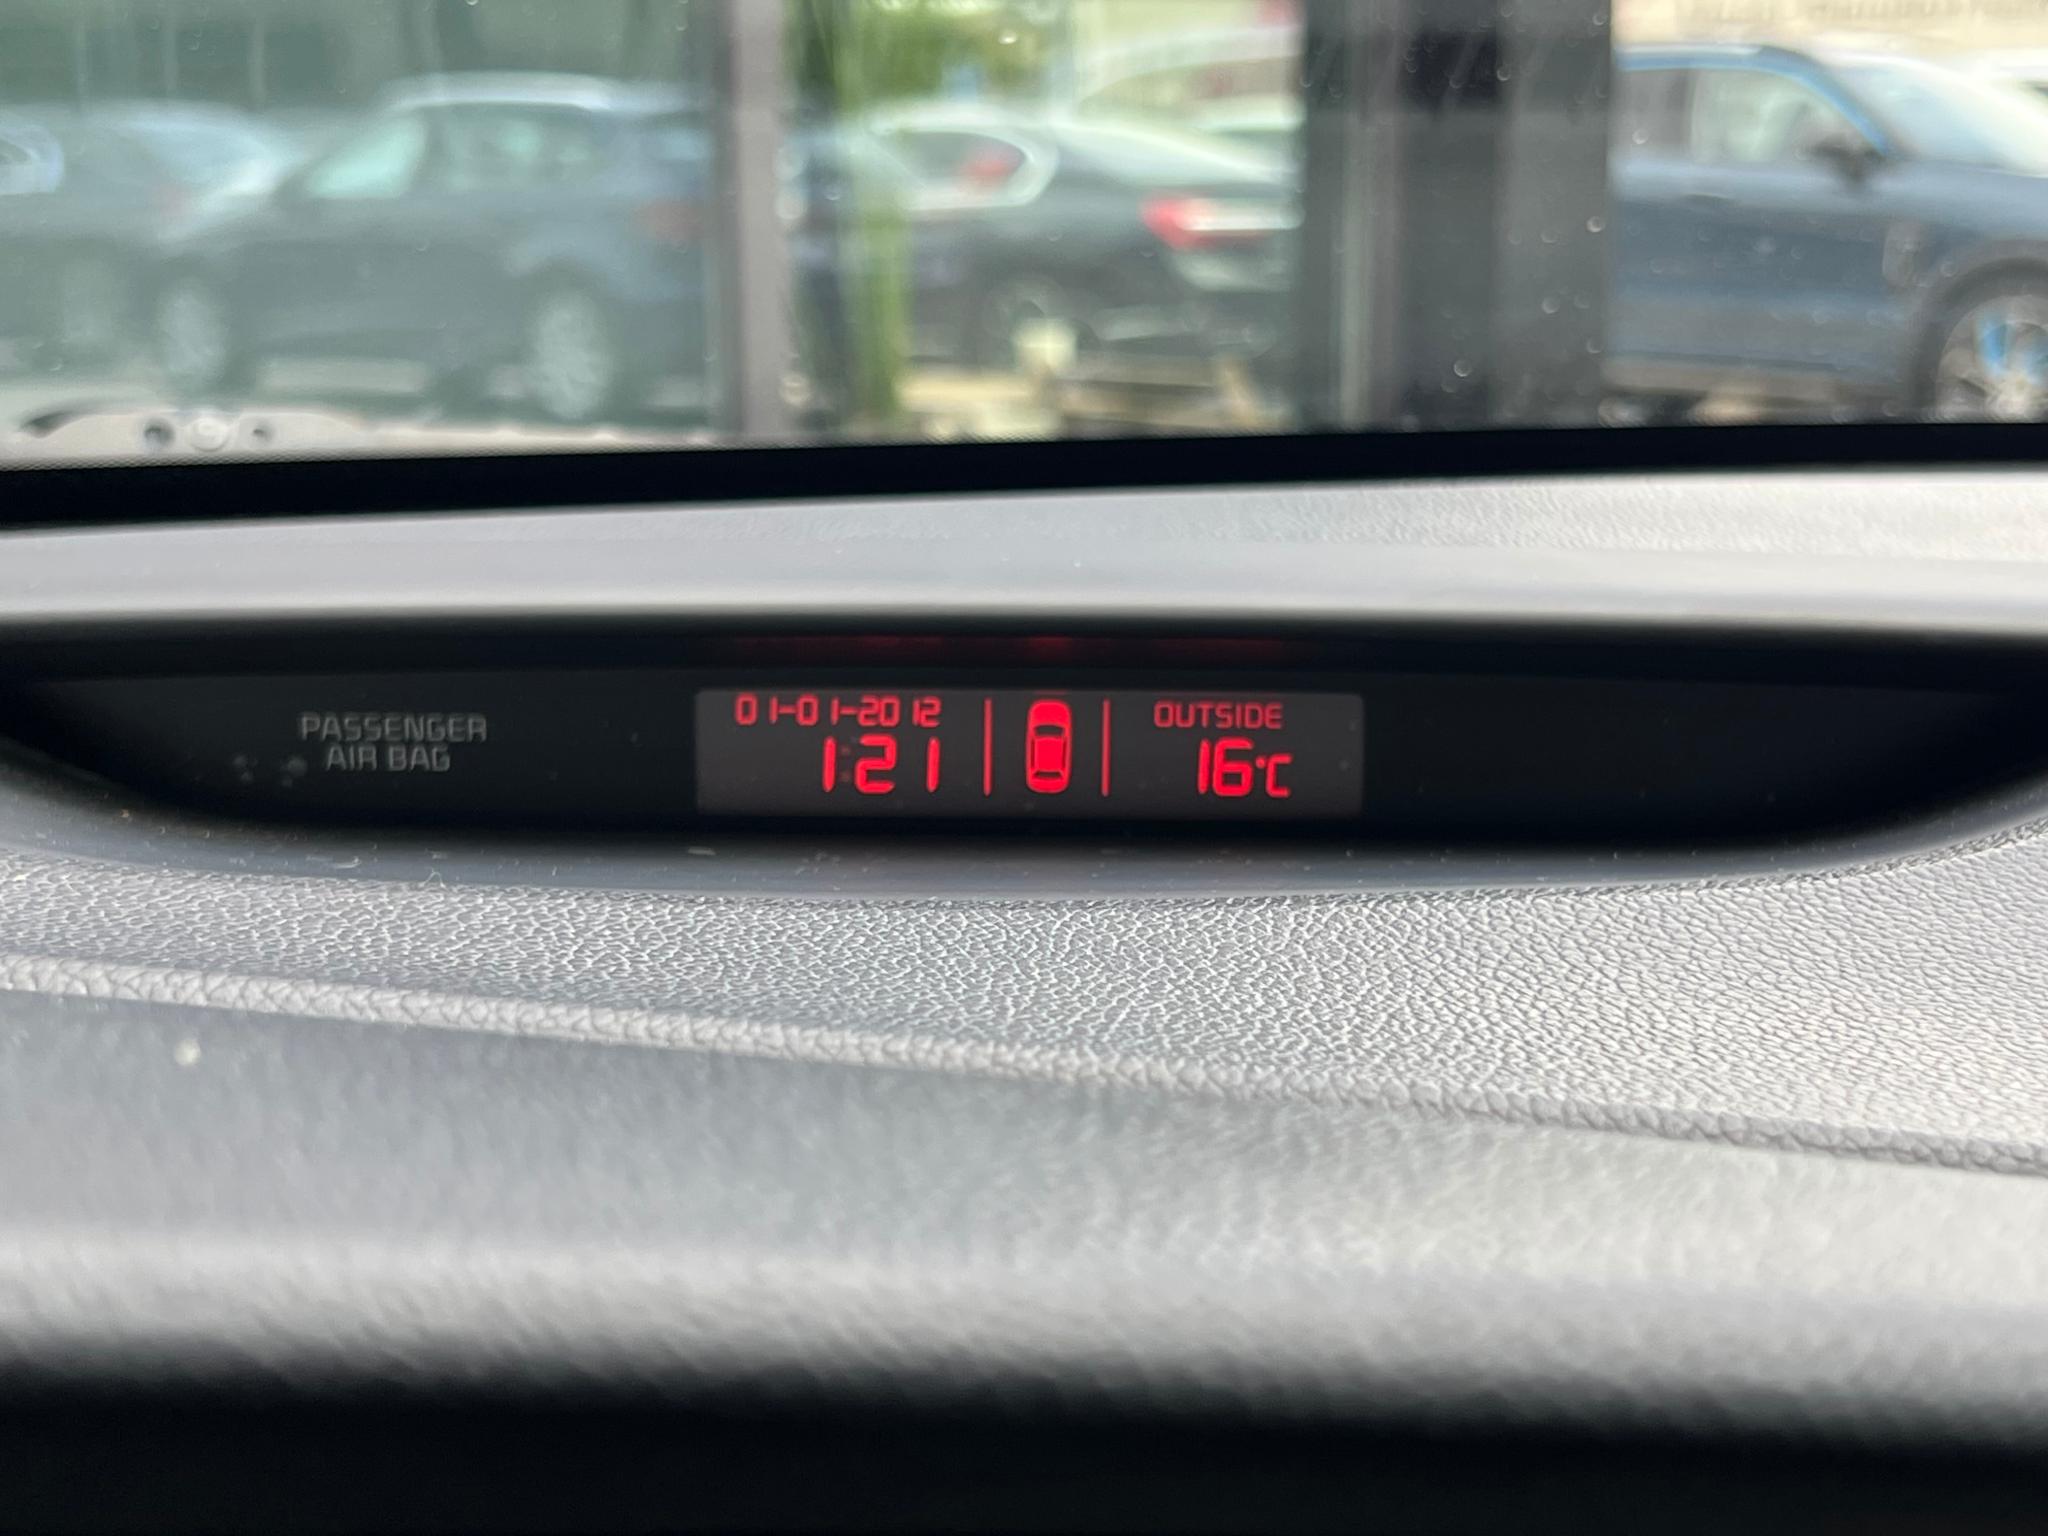 PASSENGER
AIR BAG
01-01-2012
1:21
OUTSIDE
16°C